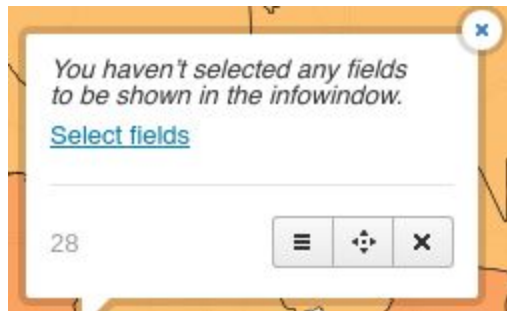 You haven't selected any fields
to be shown in the infowindow.
Select fields
28